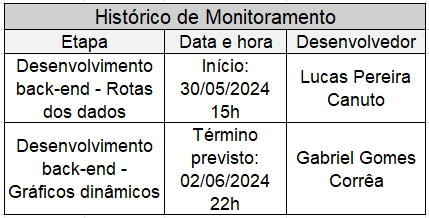 Histórico de Monitoramento
Etapa Data e hora Desenvolvedor
Desenvolvimento
back-end - Rotas
dos dados
Início:
30/05/2024
15h
Lucas Pereira
Canuto
Desenvolvimento
back-end -
Gráficos dinâmicos
Término
previsto:
02/06/2024
22h
Gabriel Gomes
Corrêa